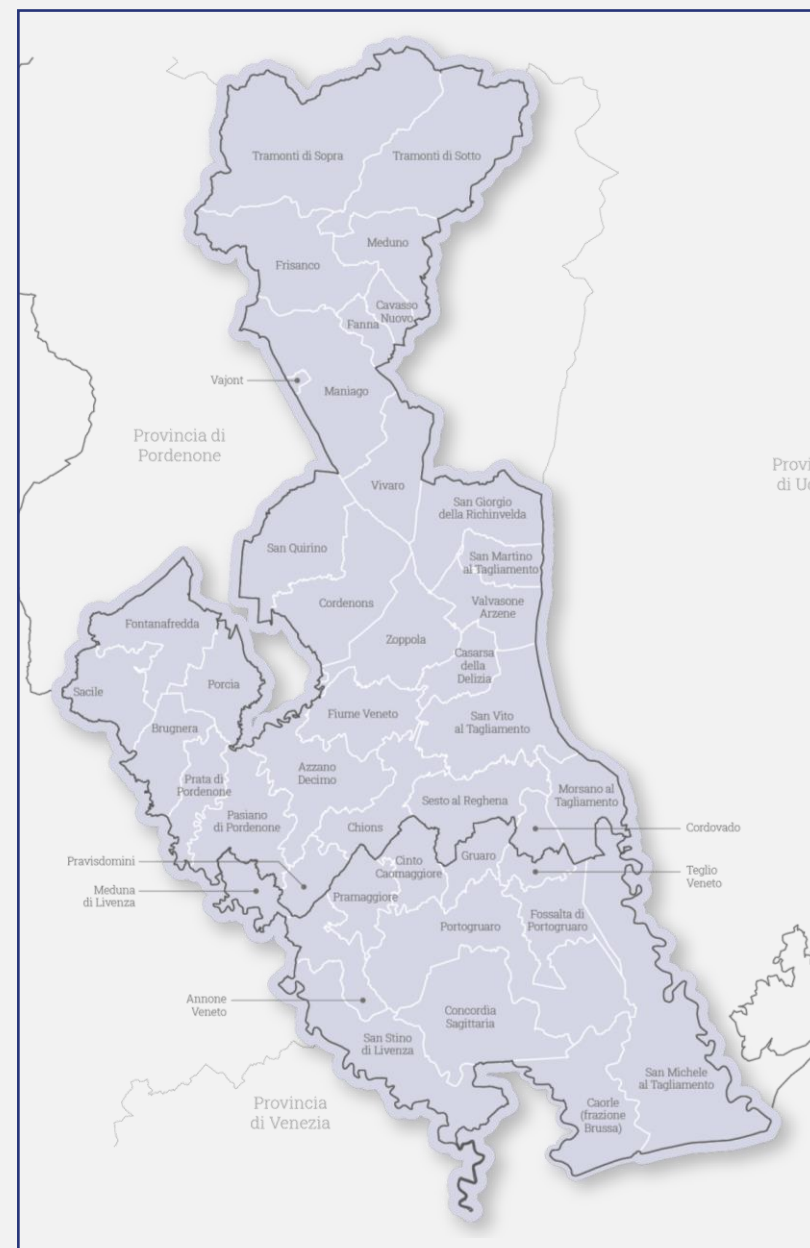 Tramonti di Sopra
Tramonti di Sotto
Meduno
Frisanco
Cavasso
Nuovo
Fanna
Vajont
Maniago
Provincia di
Pordenone
Vivaro
San Giorgio
della Richinvelda
San Quirino
San Martino
al Tagliamento
Cordenons
Valvasone
Arzene
Fontanafredda
Zoppola
Casarsa
della
Delizia
Sacile
Porcia
Fiume Veneto
San Vito
al Tagliamento
Brugnera
Azzano
Decimo
Prata di
Pordenone
Morsano al
Tagliamento
Sesto al Reghena
Pasiano
di Pordenone
Chions
Cordovado
Pravisdomini
Cinto
Caomaggiore
Gruaro
Teglio
Veneto
Meduna
di Livenza
Pramaggiore
Portogruaro
Fossalta di
Portogruaro
Annone
Veneto
Concordia
Sagittaria
San Stino
di Livenza
San Michele
al Tagliamento
Provincia
di Venezia
Caorle
(frazione
Brussa)